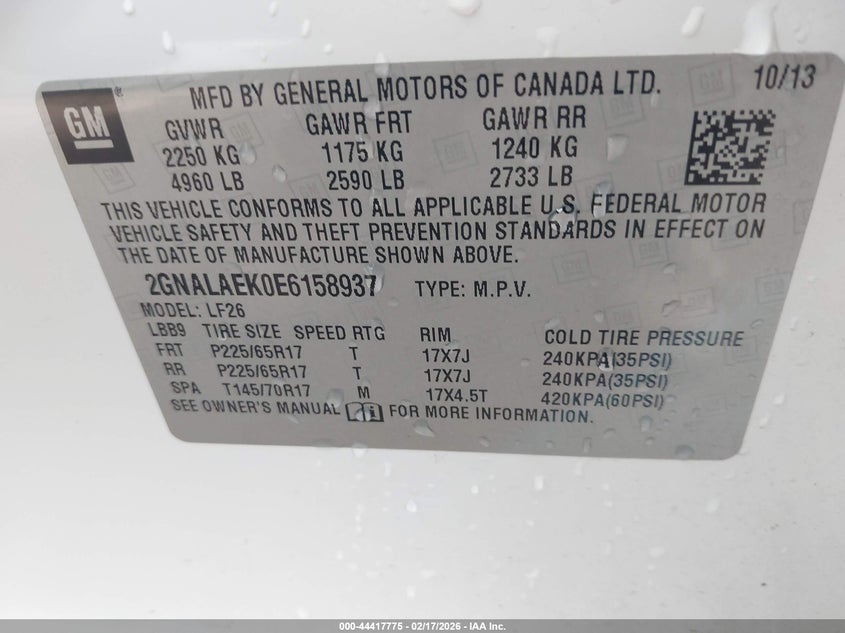 GM
®
MFD BY GENERAL MOTORS OF CANADA LTD.
10/13
GVWR GAWR FRT GAWR RR
2250 KG 1175 KG 1240 KG
4960 LB 2590 LB 2733 LB
THIS VEHICLE CONFORMS TO ALL APPLICABLE U.S. FEDERAL MOTOR
VEHICLE SAFETY AND THEFT PREVENTION STANDARDS IN EFFECT ON
THE DATE OF MANUFACTURE SHOWN ABOVE.
2GNALAEK0E6158937 TYPE: M.P.V.
MODEL: LF26
LBB9 TIRE SIZE SPEED RTG RIM COLD TIRE PRESSURE
FRT P225/65R17 T 17X7J 240KPA(35PSI)
RR P225/65R17 T 17X7J 240KPA(35PSI)
SPA T145/70R17 M 17X4.5T 420KPA(60PSI)
SEE OWNER'S MANUAL i FOR MORE INFORMATION.
000-44417775 - 02/17/2026 - IAA Inc.